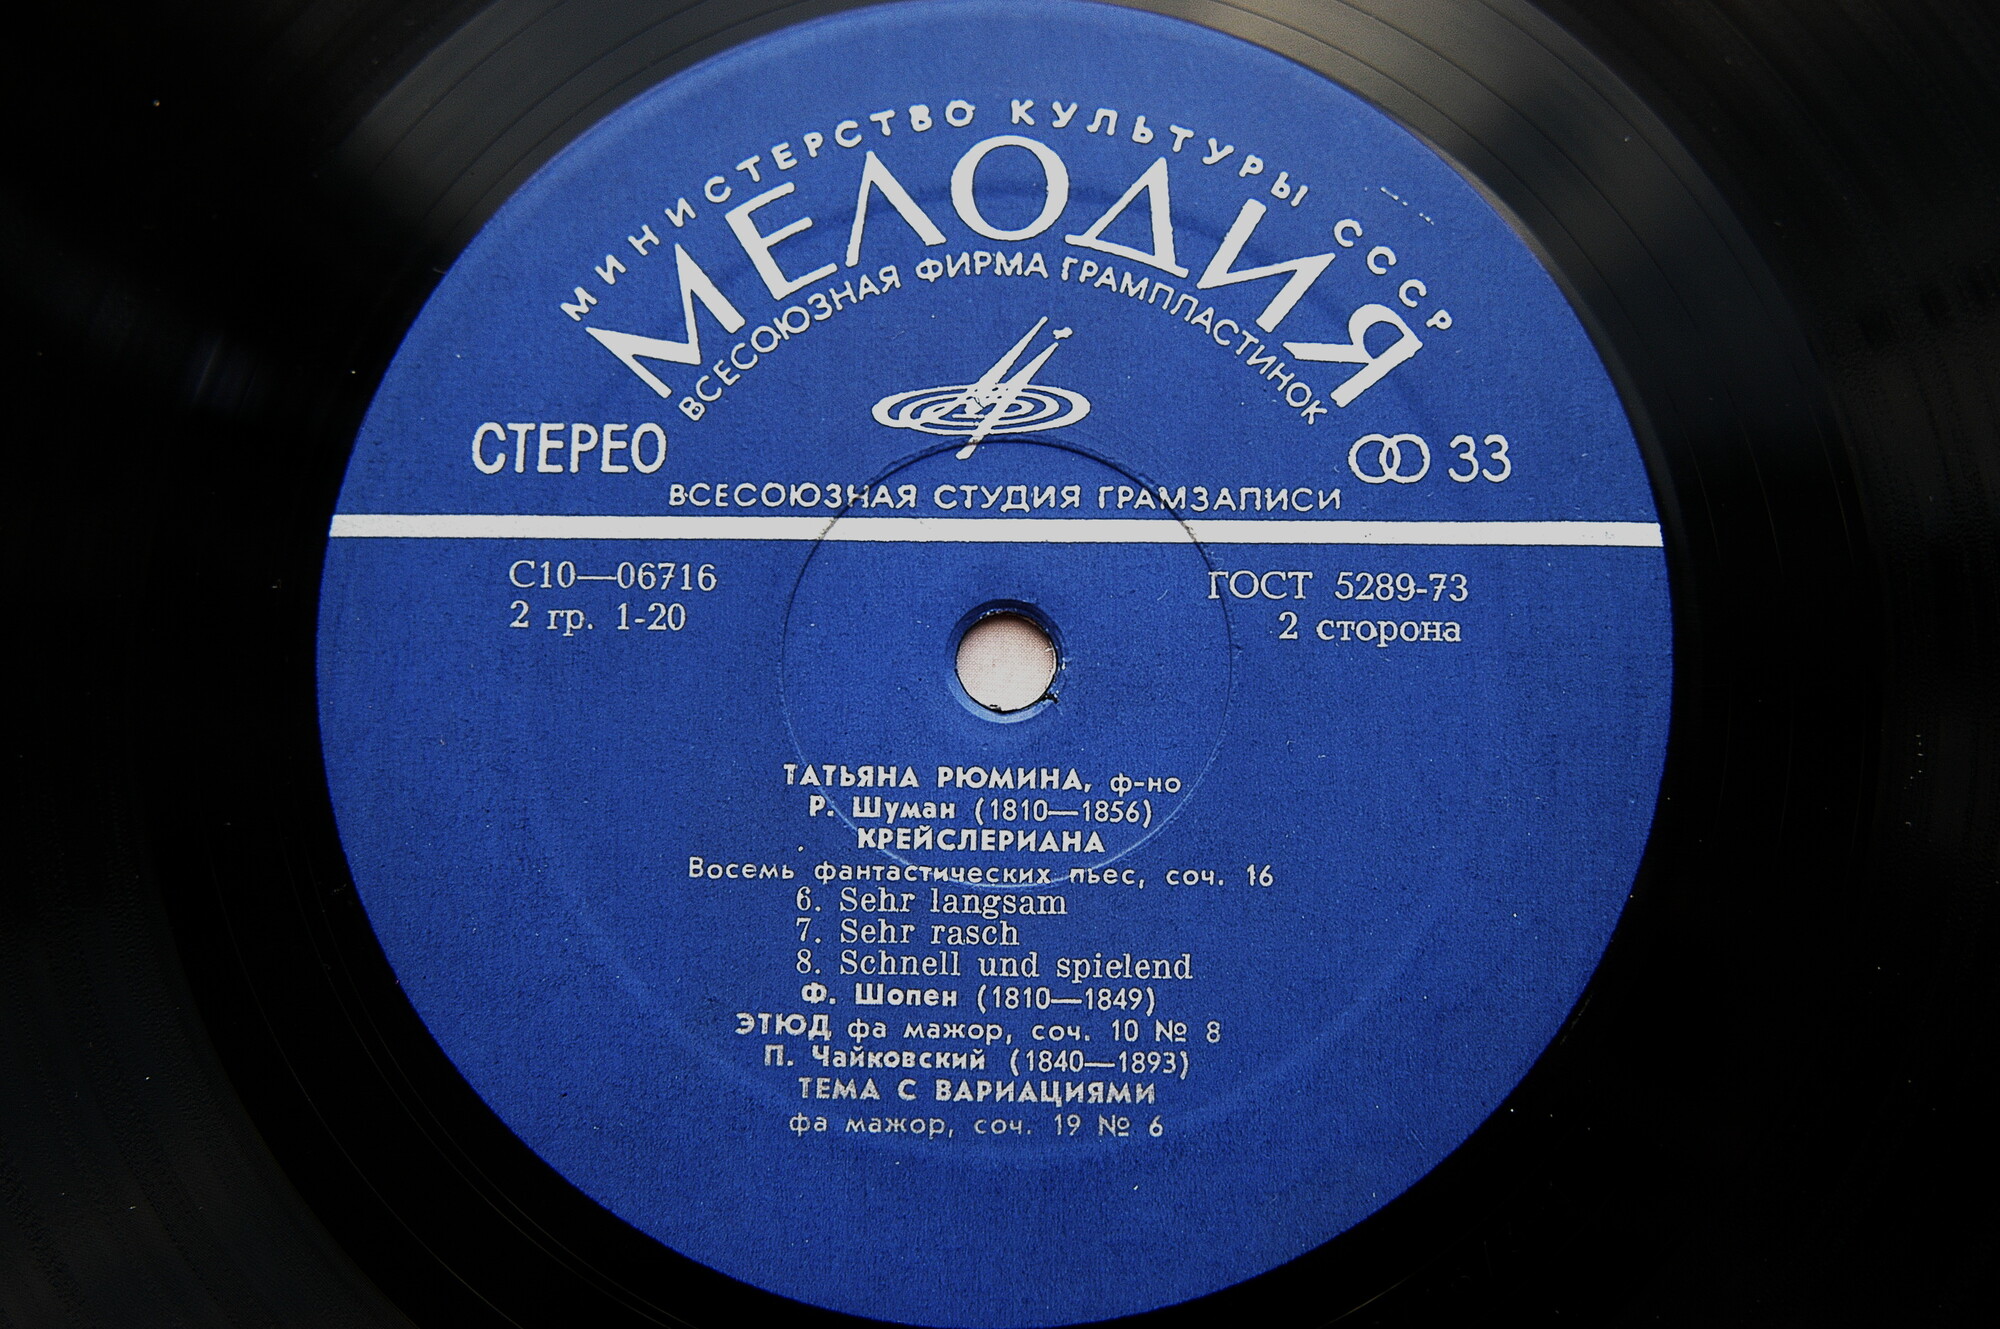 МИНИСТЕРСТВО КУЛЬТУРЫ СССР
МЕЛОДИЯ
ВСЕСОЮЗНАЯ ФИРМА ГРАМПЛАСТИНОК
СТЕРЕО
33
ВСЕСОЮЗНАЯ СТУДИЯ ГРАМЗАПИСИ
С10—06716
2 гр. 1-20
ГОСТ 5289-73
2 сторона
ТАТЬЯНА РЮМИНА, ф-но
Р. Шуман (1810—1856)
КРЕЙСЛЕРИАНА
Восемь фантастических пьес, соч. 16
6. Sehr langsam
7. Sehr rasch
8. Schnell und spielend
Ф. Шопен (1810—1849)
ЭТЮД фа мажор, соч. 10 № 8
П. Чайковский (1840—1893)
ТЕМА С ВАРИАЦИЯМИ
фа мажор, соч. 19 № 6